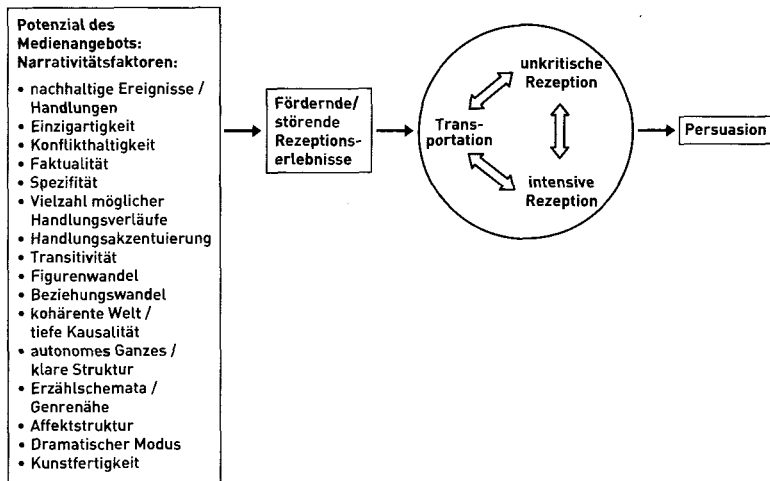 Potenzial des
Medienangebots:
Narrativitätsfaktoren:
• nachhaltige Ereignisse /
Handlungen
• Einzigartigkeit
• Konflikthaltigkeit
• Faktualität
• Spezifität
• Vielzahl möglicher
Handlungsverläufe
• Handlungsakzentuierung
• Transitivität
• Figurenwandel
• Beziehungswandel
• kohärente Welt /
tiefe Kausalität
• autonomes Ganzes /
klare Struktur
• Erzählschemata /
Genrenähe
• Affektstruktur
• Dramatischer Modus
• Kunstfertigkeit
Fördernde/
störende
Rezeptions-
erlebnisse
unkritische
Rezeption
Trans-
portation
intensive
Rezeption
Persuasion